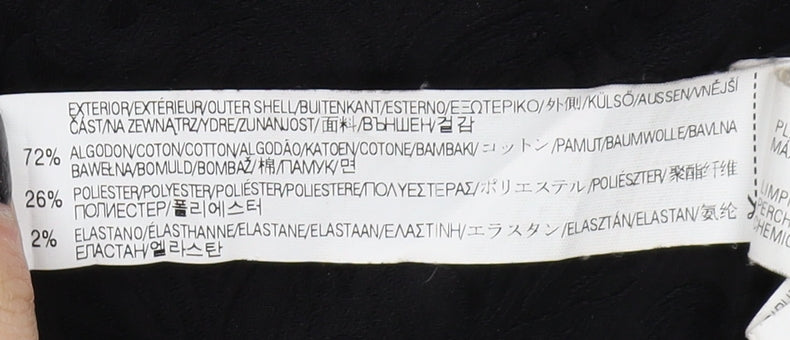 EXTERIOR/EXTÉRIEUR/OUTER SHELL/BUITENKANT/ESTERNO/ΕΞΩΤΕΡΙΚΟ/外側/KÜLSŐ/AUSSEN/VNĚJŠÍ
ČÁST/NA ZEWNĄTRZ/YDRE/ZUNANJOST/面料/ВЪНШЕН/겉감
72% ALGODON/COTON/COTTON/ALGODÃO/KATOEN/COTONE/BAMBAKI/コットン/PAMUT/BAUMWOLLE/BAVLNA
BAWEŁNA/BOMULD/BOMBAŽ/棉/ПАМУК/면
26% POLIESTER/POLYESTER/POLIÉSTER/POLIESTERE/ΠΟΛΥΕΣΤΕΡΑΣ/ポリエステル/POLIÉSZTER/聚酯纤维
ПОЛИЕСТЕР/폴리에스터
2% ELASTANO/ÉLASTHANNE/ELASTANE/ELASTAAN/ΕΛΑΣΤΙΝΗ/エラスタン/ELASZTÁN/ELASTAN/氨纶
ЕЛАСТАН/엘라스탄